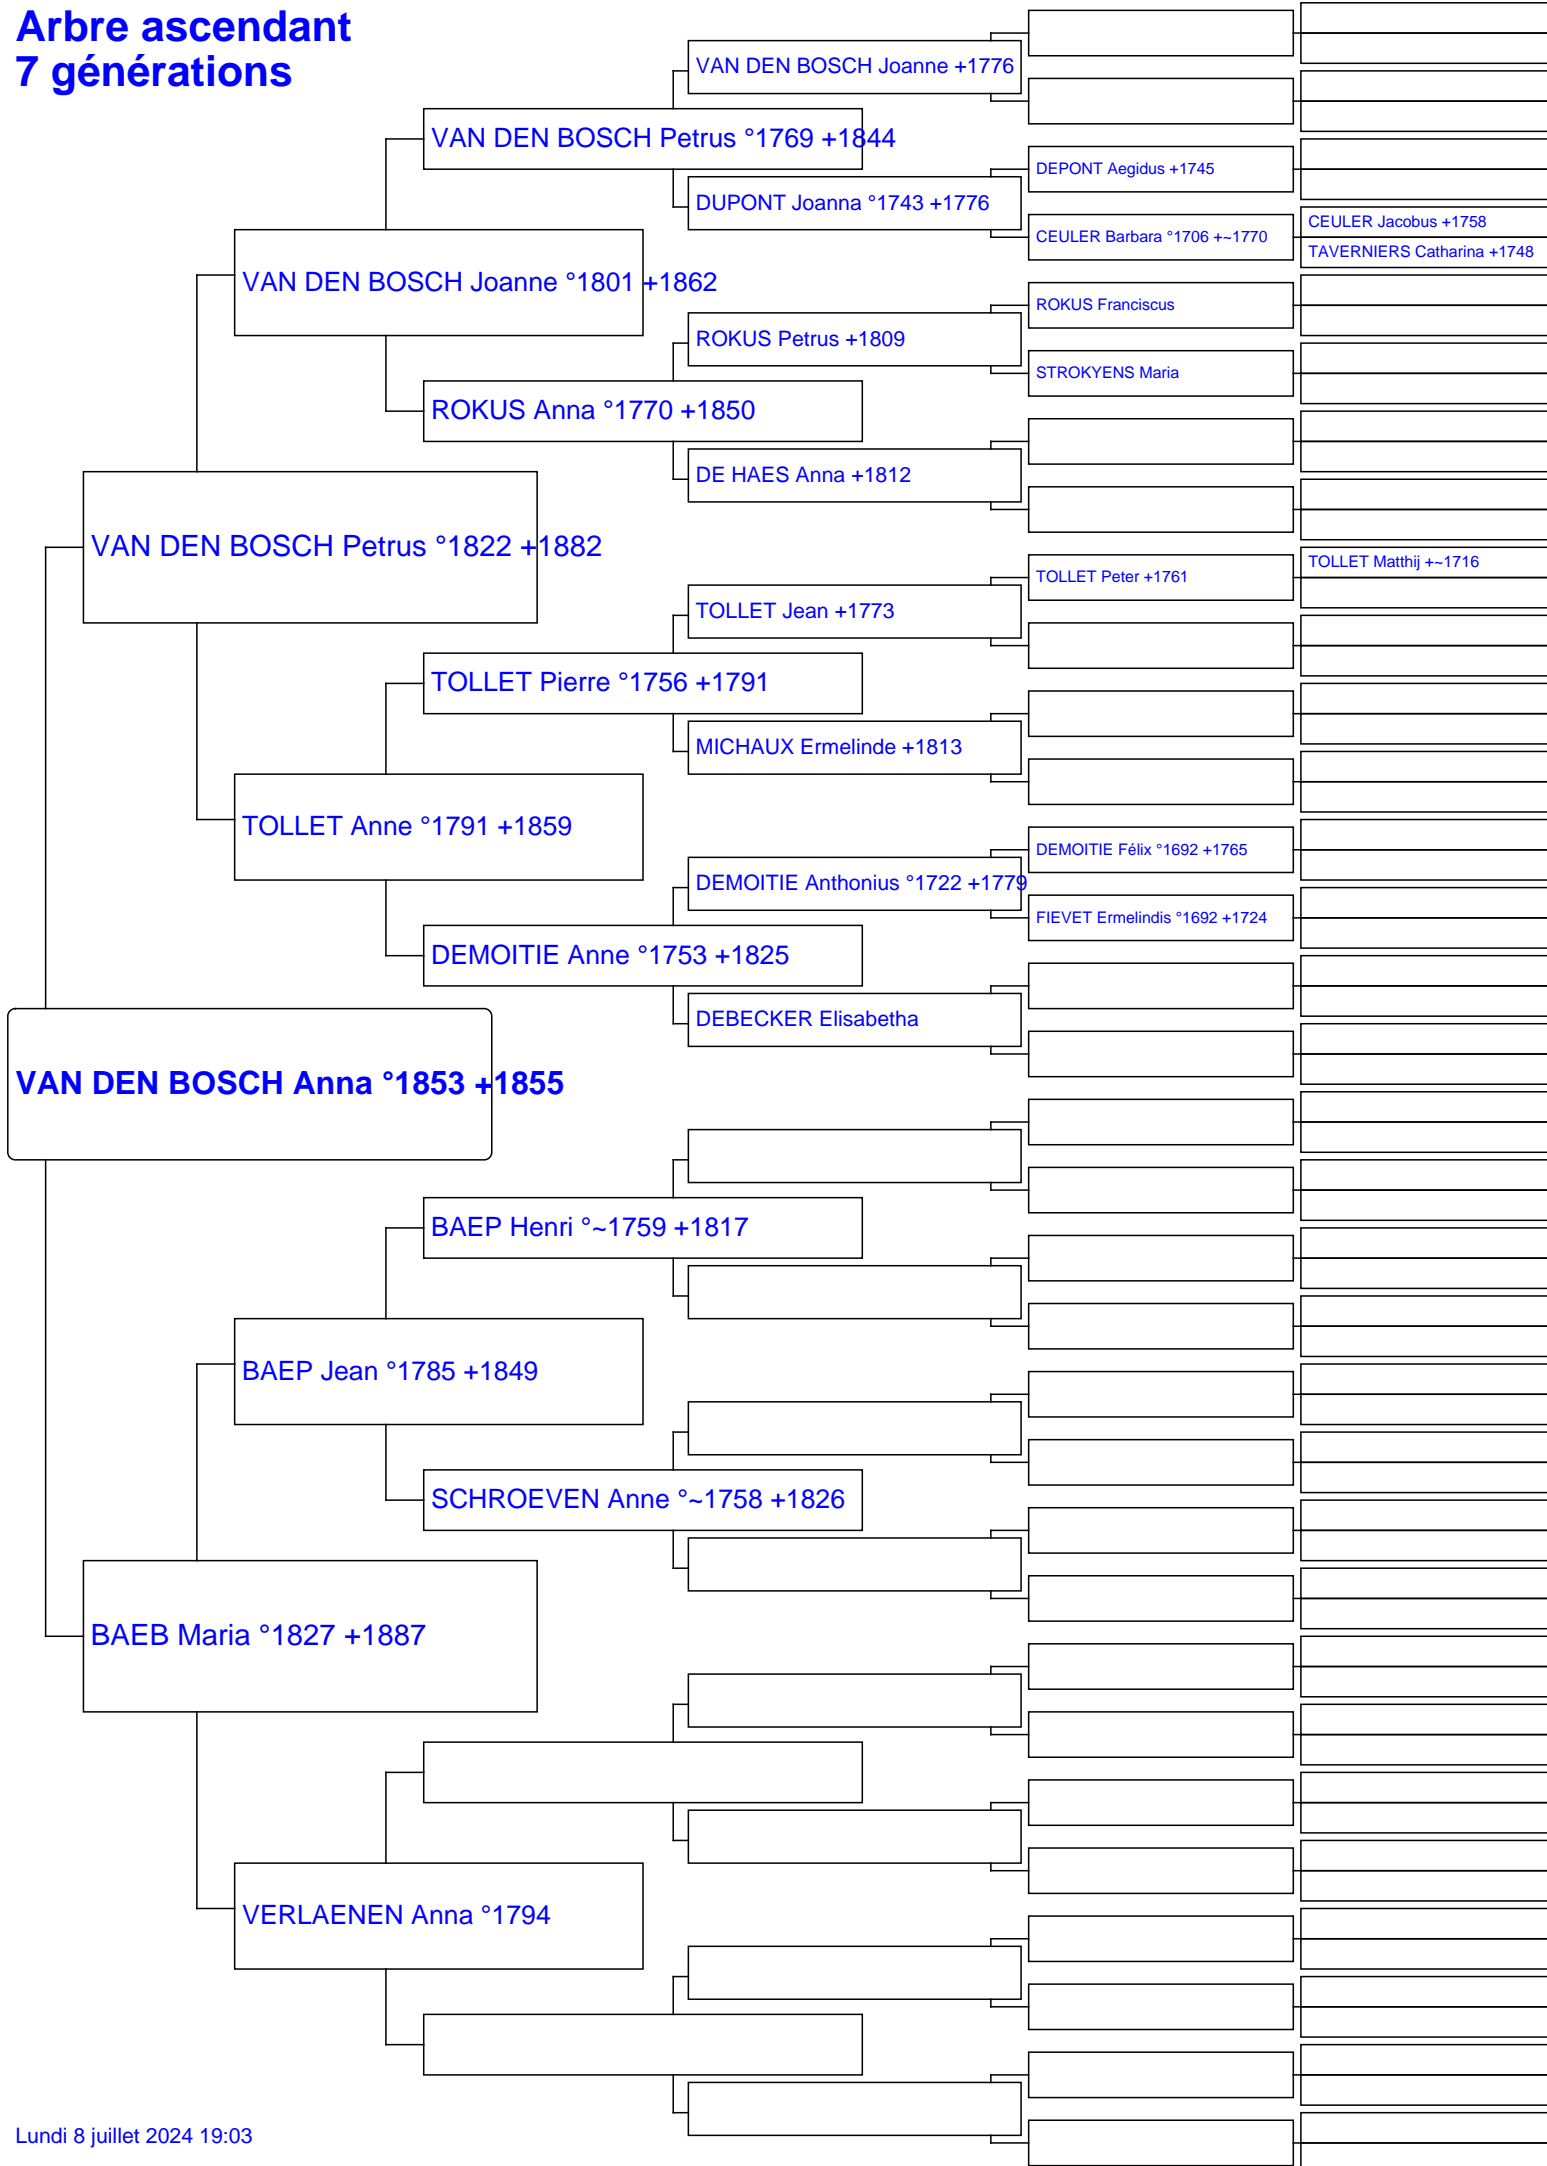 Arbre ascendant
7 générations
VAN DEN BOSCH Joanne +1776
VAN DEN BOSCH Petrus °1769 +1844
DEPONT Aegidus +1745
DUPONT Joanna °1743 +1776
CEULER Jacobus +1758
CEULER Barbara °1706 +~1770
TAVERNIERS Catharina +1748
VAN DEN BOSCH Joanne °1801 +1862
ROKUS Franciscus
ROKUS Petrus +1809
STROKYENS Maria
ROKUS Anna °1770 +1850
DE HAES Anna +1812
VAN DEN BOSCH Petrus °1822 +1882
TOLLET Matthij +~1716
TOLLET Peter +1761
TOLLET Jean +1773
TOLLET Pierre °1756 +1791
MICHAUX Ermelinde +1813
TOLLET Anne °1791 +1859
DEMOITIE Félix °1692 +1765
DEMOITIE Anthonius °1722 +1779
FIEVET Ermelindis °1692 +1724
DEMOITIE Anne °1753 +1825
DEBECKER Elisabetha
VAN DEN BOSCH Anna °1853 +1855
BAEP Henri °~1759 +1817
BAEP Jean °1785 +1849
SCHROEVEN Anne °~1758 +1826
BAEB Maria °1827 +1887
VERLAENEN Anna °1794
Lundi 8 juillet 2024 19:03